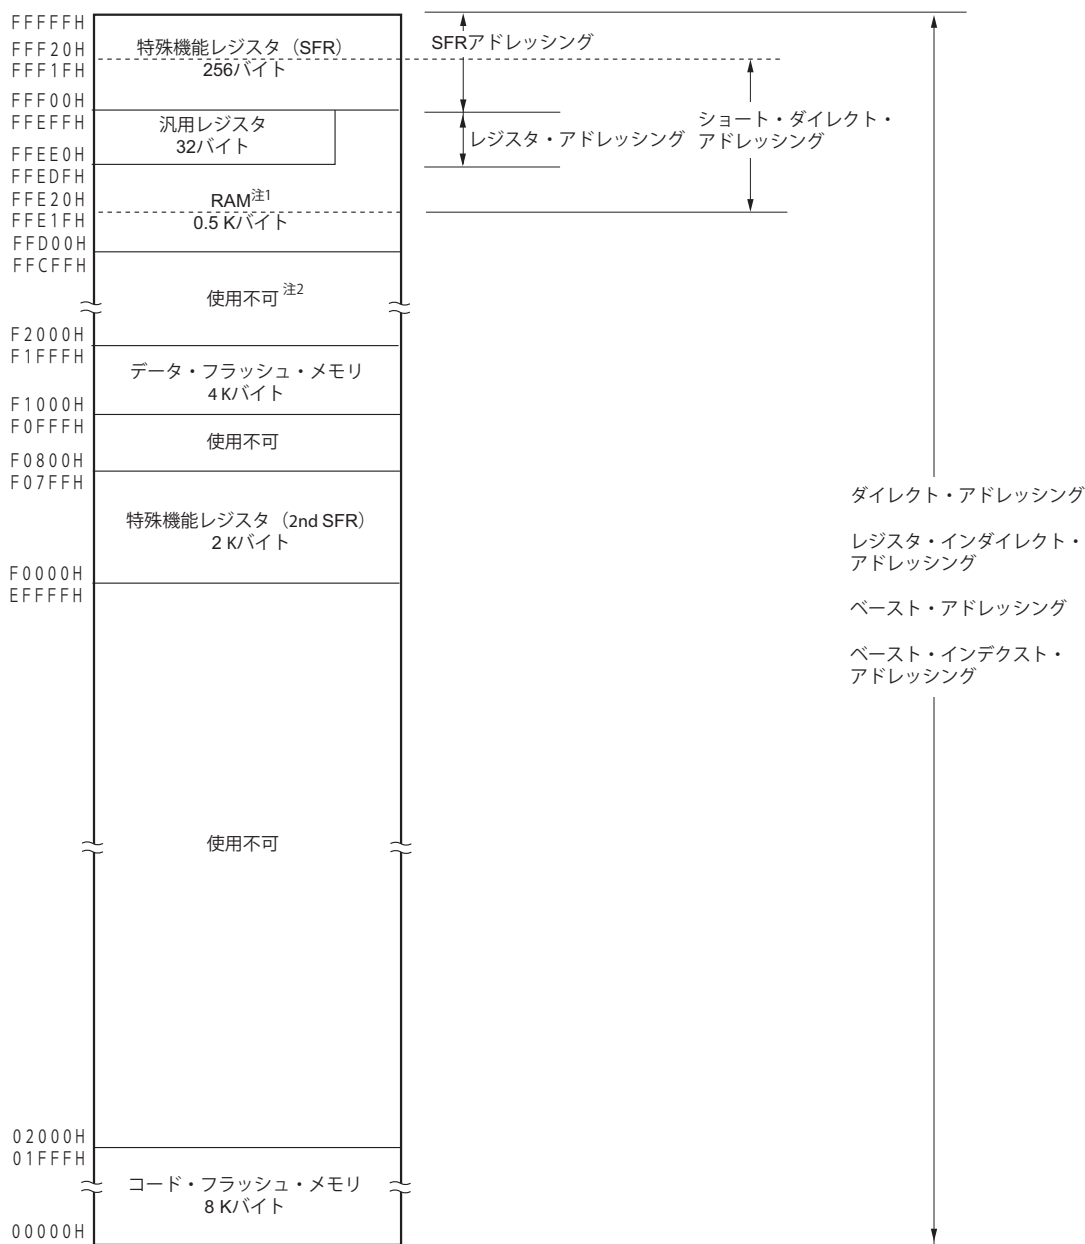 FFFFFH
FFF20H
FFF1FH
FFF00H
FFEFFH
FFEE0H
FFEDFH
FFE20H
FFE1FH
FFD00H
FFCFFH
F2000H
F1FFFH
F1000H
F0FFFH
F0800H
F07FFH
F0000H
EFFFFH
02000H
01FFFH
00000H
特殊機能レジスタ（SFR）
256バイト
汎用レジスタ
32バイト
RAM注1
0.5 Kバイト
使用不可 注2
データ・フラッシュ・メモリ
4 Kバイト
使用不可
特殊機能レジスタ（2nd SFR）
2 Kバイト
使用不可
コード・フラッシュ・メモリ
8 Kバイト
SFRアドレッシング
レジスタ・アドレッシング
ショート・ダイレクト・
アドレッシング
ダイレクト・アドレッシング
レジスタ・インダイレクト・
アドレッシング
ベースト・アドレッシング
ベースト・インデクスト・
アドレッシング